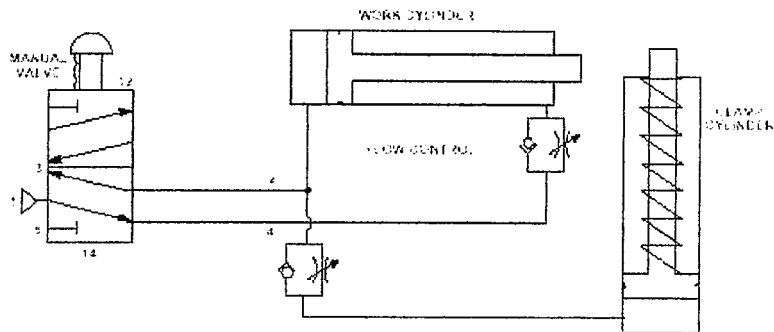 WORK CYLINDER
MANUAL
VALVE
12
CLAMP
CYLINDER
FLOW CONTROL
3
2
1
4
5
14